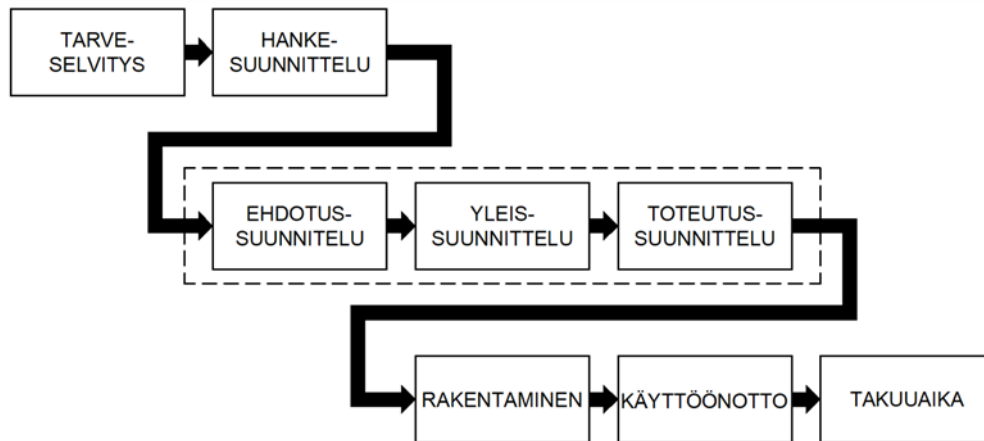 TARVE-
SELVITYS
HANKE-
SUUNNITTELU
EHDOTUS-
SUUNNITELU
YLEIS-
SUUNNITTELU
TOTEUTUS-
SUUNNITTELU
RAKENTAMINEN
KÄYTTÖÖNOTTO
TAKUUAIKA